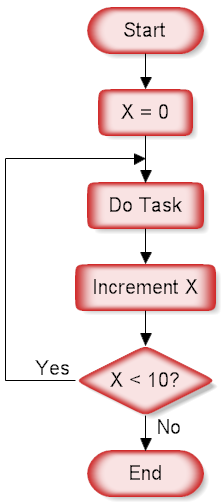 Start
X = 0
Do Task
Increment X
X < 10?
Yes
No
End